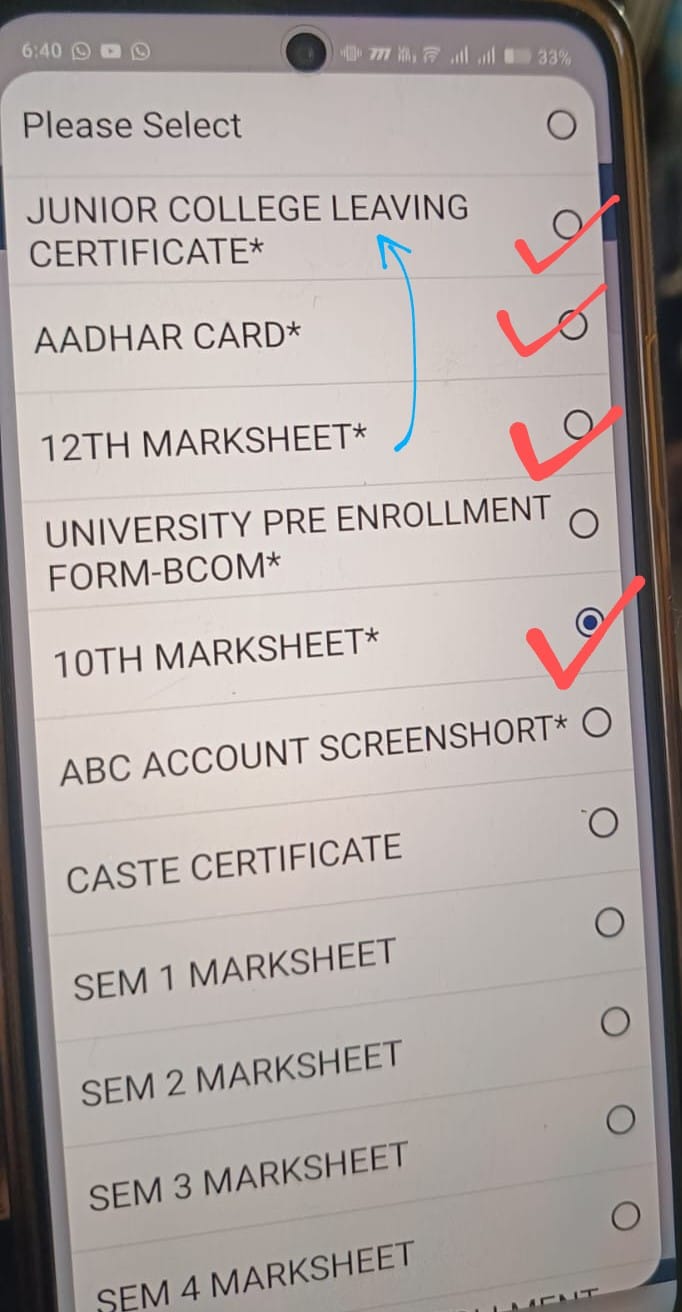 6:40
33%
Please Select
JUNIOR COLLEGE LEAVING
CERTIFICATE*
AADHAR CARD*
12TH MARKSHEET*
UNIVERSITY PRE ENROLLMENT
FORM-BCOM*
10TH MARKSHEET*
ABC ACCOUNT SCREENSHORT*
CASTE CERTIFICATE
SEM 1 MARKSHEET
SEM 2 MARKSHEET
SEM 3 MARKSHEET
SEM 4 MARKSHEET